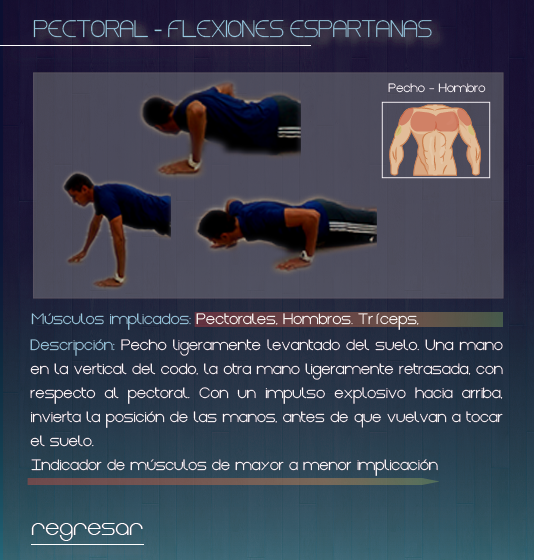 PECTORAL - FLEXIONES ESPARTANAS
Pecho - Hombro
Músculos implicados: Pectorales, Hombros. Tríceps,
Descripción: Pecho ligeramente levantado del suelo. Una mano
en la vertical del codo, la otra mano ligeramente retrasada, con
respecto al pectoral. Con un impulso explosivo hacia arriba,
invierta la posición de las manos, antes de que vuelvan a tocar
el suelo.
Indicador de músculos de mayor a menor implicación
regresar